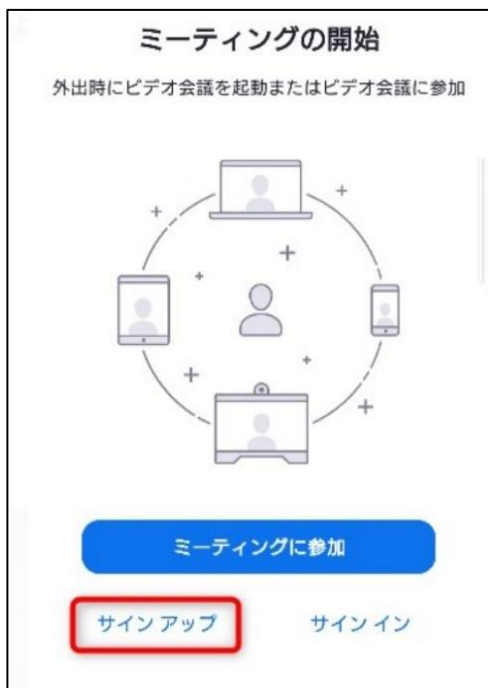 ミーティングの開始
外出時にビデオ会議を起動またはビデオ会議に参加
ミーティングに参加
サイン アップ
サイン イン